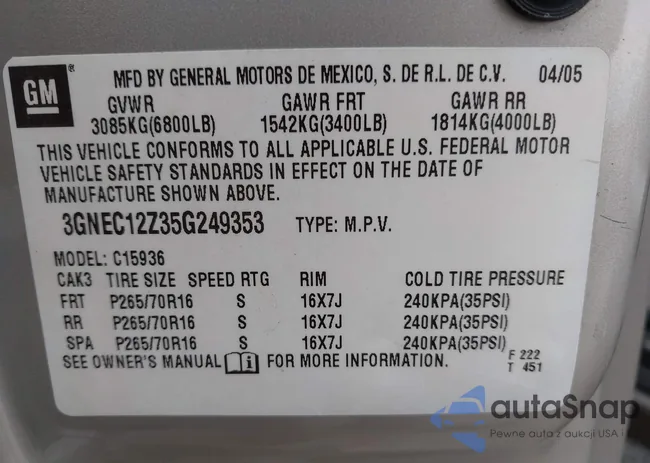 GM ® MFD BY GENERAL MOTORS DE MEXICO, S. DE R.L. DE C.V. 04/05
GVWR GAWR FRT GAWR RR
3085KG(6800LB) 1542KG(3400LB) 1814KG(4000LB)
THIS VEHICLE CONFORMS TO ALL APPLICABLE U.S. FEDERAL MOTOR
VEHICLE SAFETY STANDARDS IN EFFECT ON THE DATE OF
MANUFACTURE SHOWN ABOVE.
3GNEC12Z35G249353 TYPE: M.P.V.
MODEL: C15936
CAK3 TIRE SIZE SPEED RTG RIM COLD TIRE PRESSURE
FRT P265/70R16 S 16X7J 240KPA(35PSI)
RR P265/70R16 S 16X7J 240KPA(35PSI)
SPA P265/70R16 S 16X7J 240KPA(35PSI)
SEE OWNER'S MANUAL i FOR MORE INFORMATION. F 222
T 451
autaSnap
Pewne auta z aukcji USA i